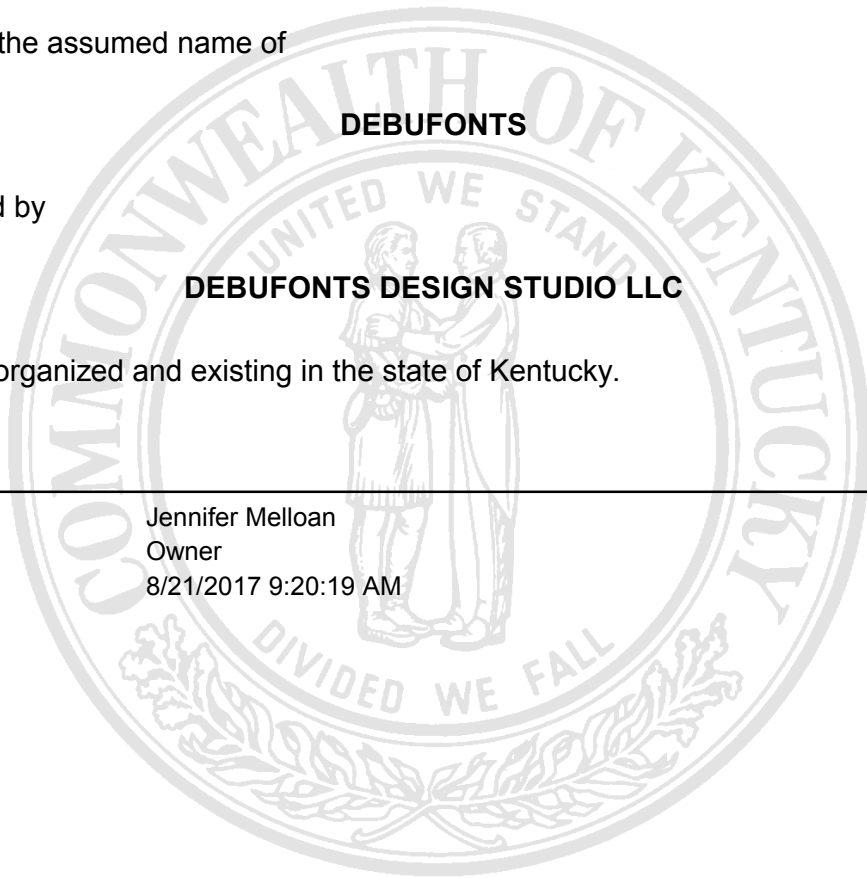 the assumed name of
DEBUFONTS
d by
DEBUFONTS DESIGN STUDIO LLC
organized and existing in the state of Kentucky.
Jennifer Melloan
Owner
8/21/2017 9:20:19 AM
COMMONWEALTH OF KENTUCKY
UNITED WE STAND
DIVIDED WE FALL